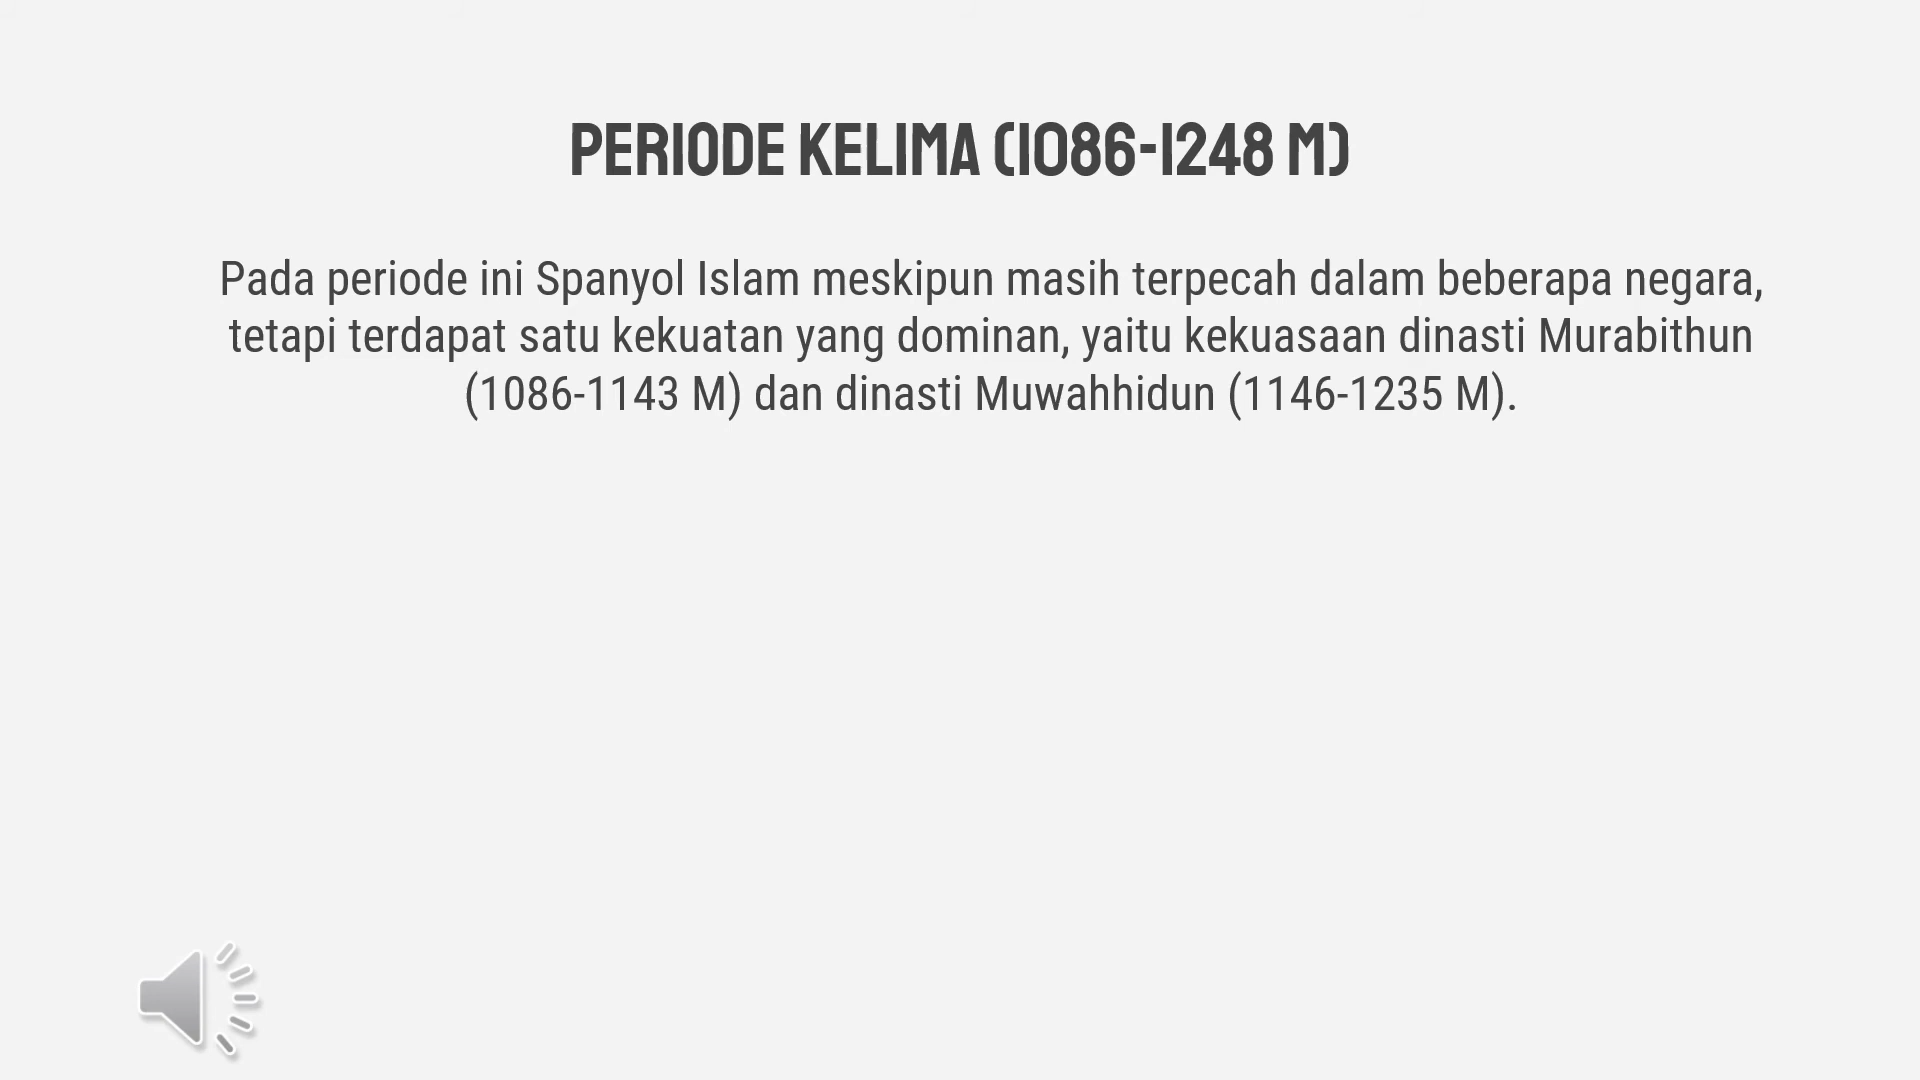 PERIODE KELIMA (1086-1248 M)
Pada periode ini Spanyol Islam meskipun masih terpecah dalam beberapa negara,
tetapi terdapat satu kekuatan yang dominan, yaitu kekuasaan dinasti Murabithun
(1086-1143 M) dan dinasti Muwahhidun (1146-1235 M).